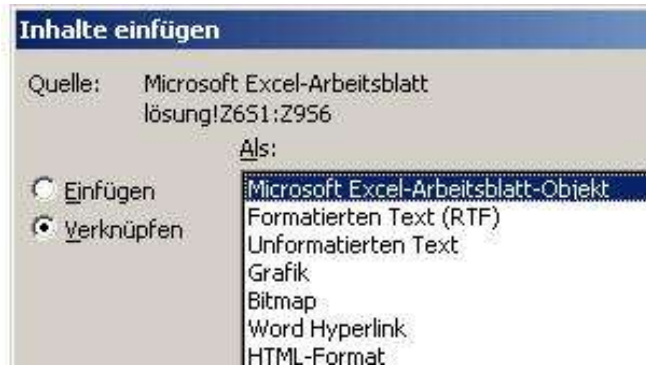 Inhalte einfügen
Quelle: Microsoft Excel-Arbeitsblatt
lösung!Z6S1:Z9S6
Als:
Einfügen
Verknüpfen
Microsoft Excel-Arbeitsblatt-Objekt
Formatierten Text (RTF)
Unformatierten Text
Grafik
Bitmap
Word Hyperlink
HTML-Format